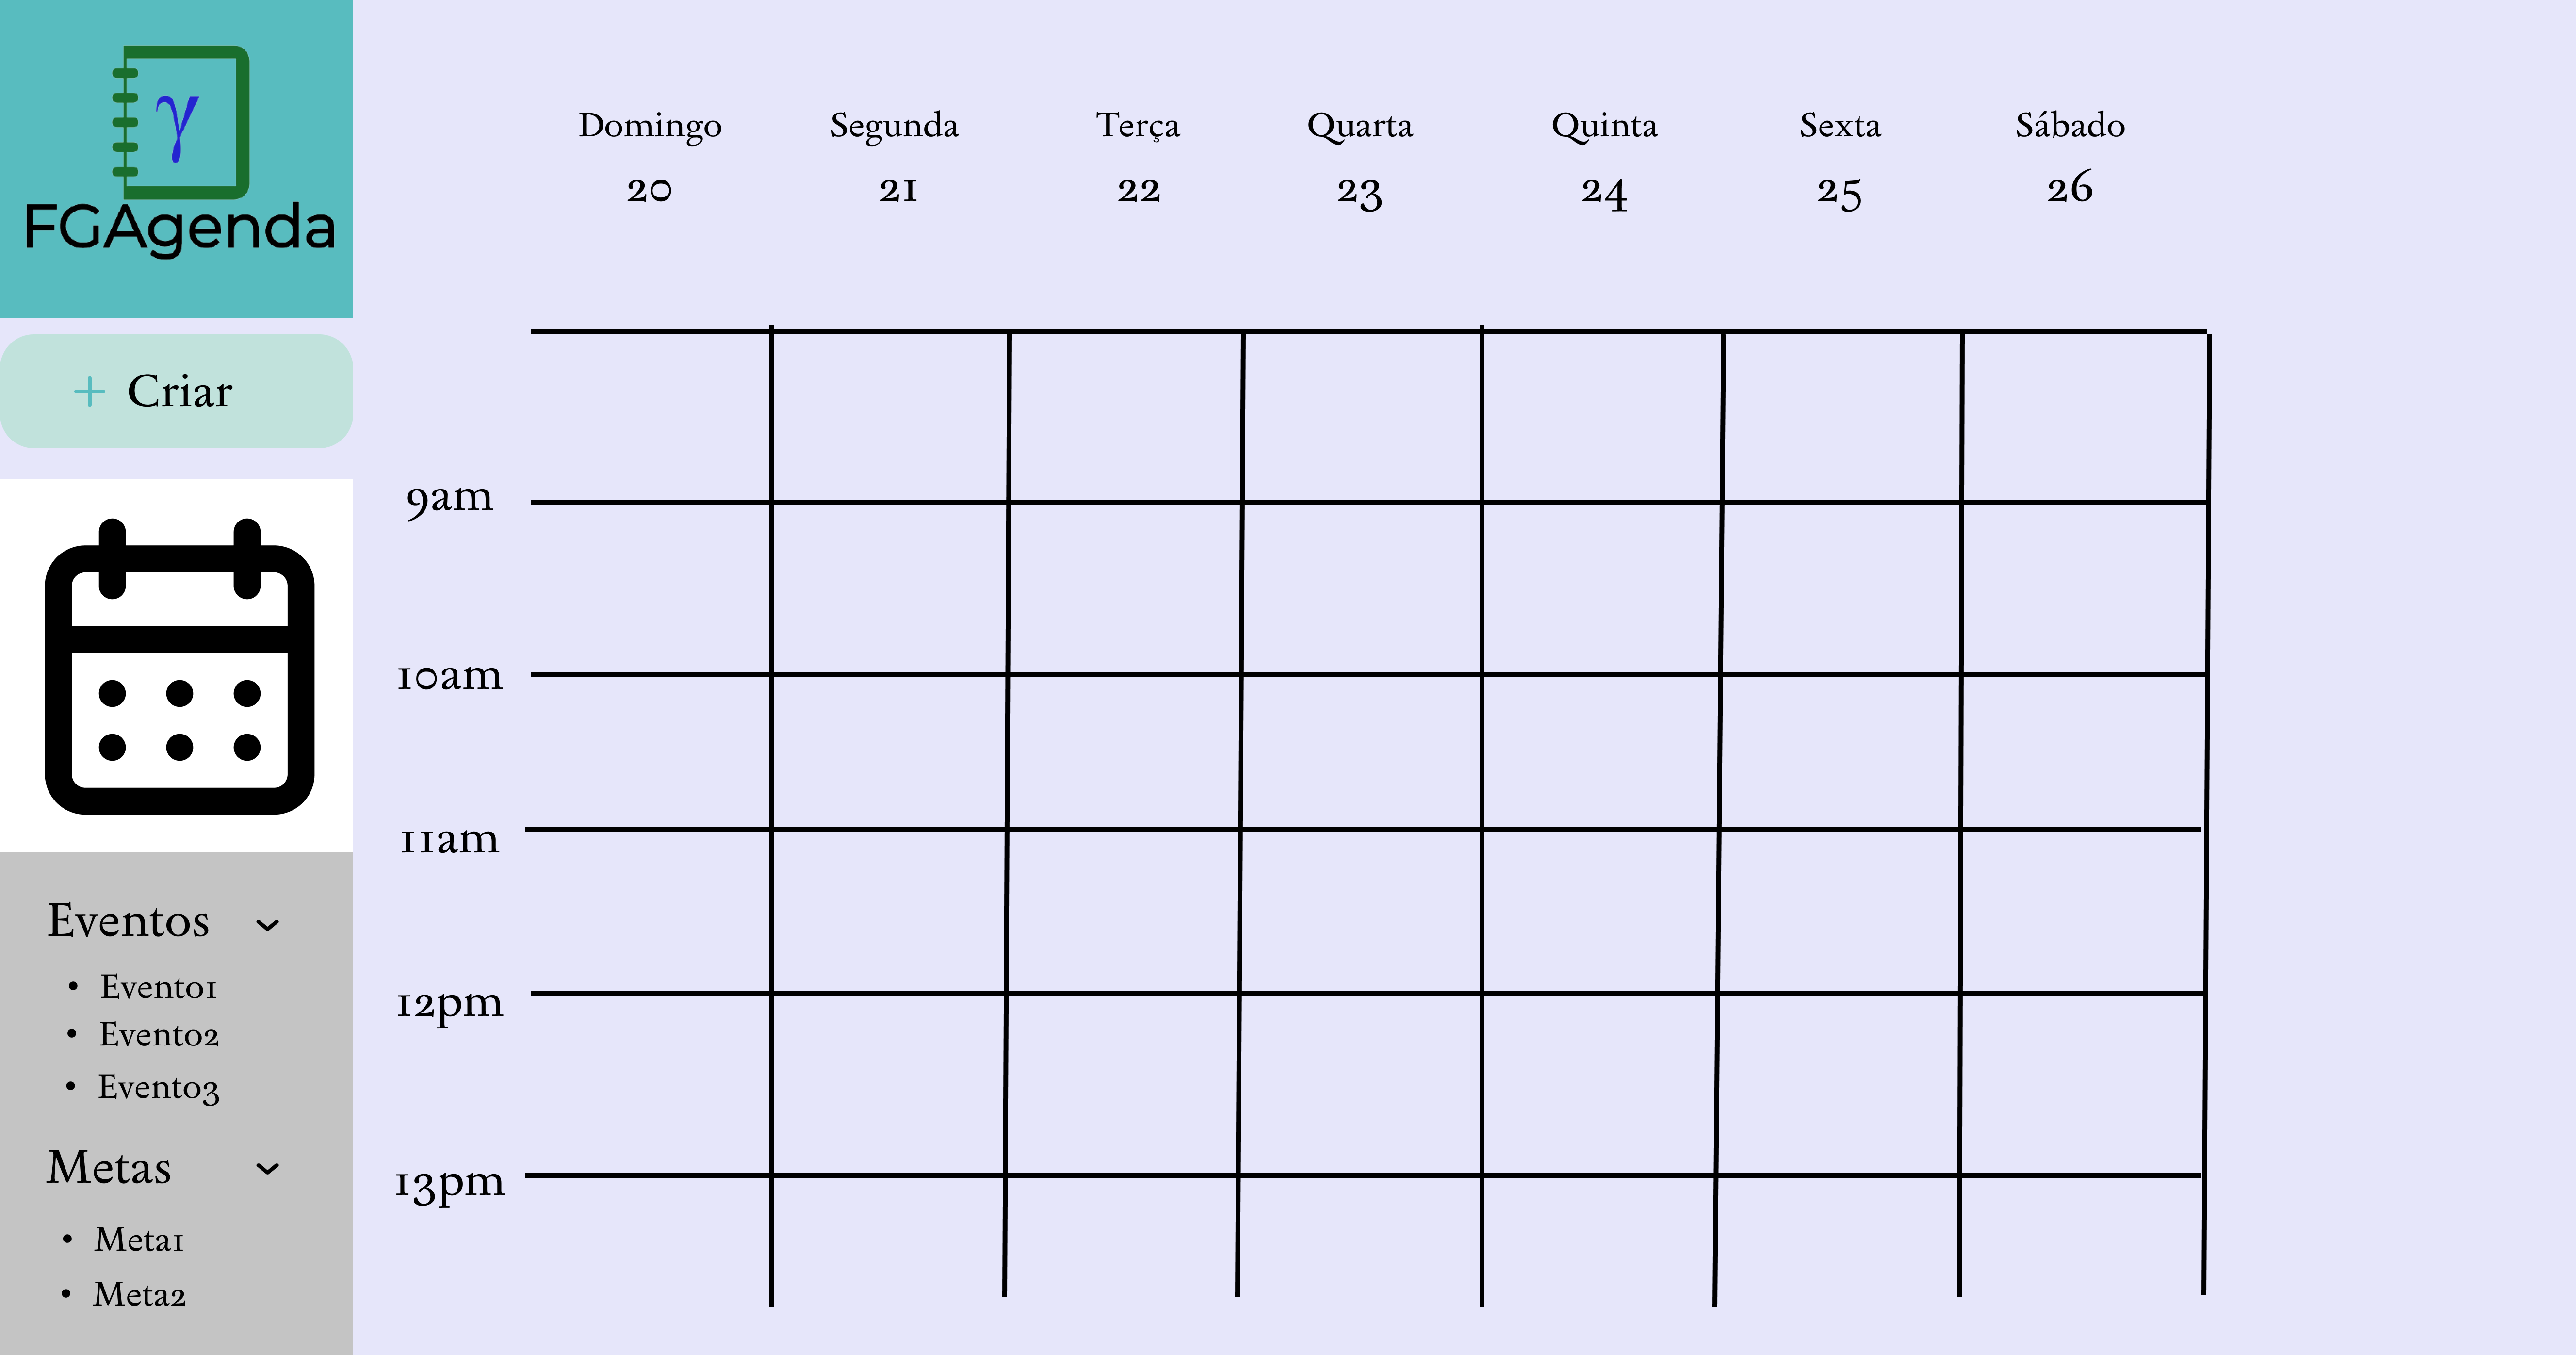 γ
FGAgenda
+ Criar
Eventos
• Evento1
• Evento2
• Evento3
Metas
• Meta1
• Meta2
Domingo Segunda Terça Quarta Quinta Sexta Sábado
20 21 22 23 24 25 26
9am
10am
11am
12pm
13pm